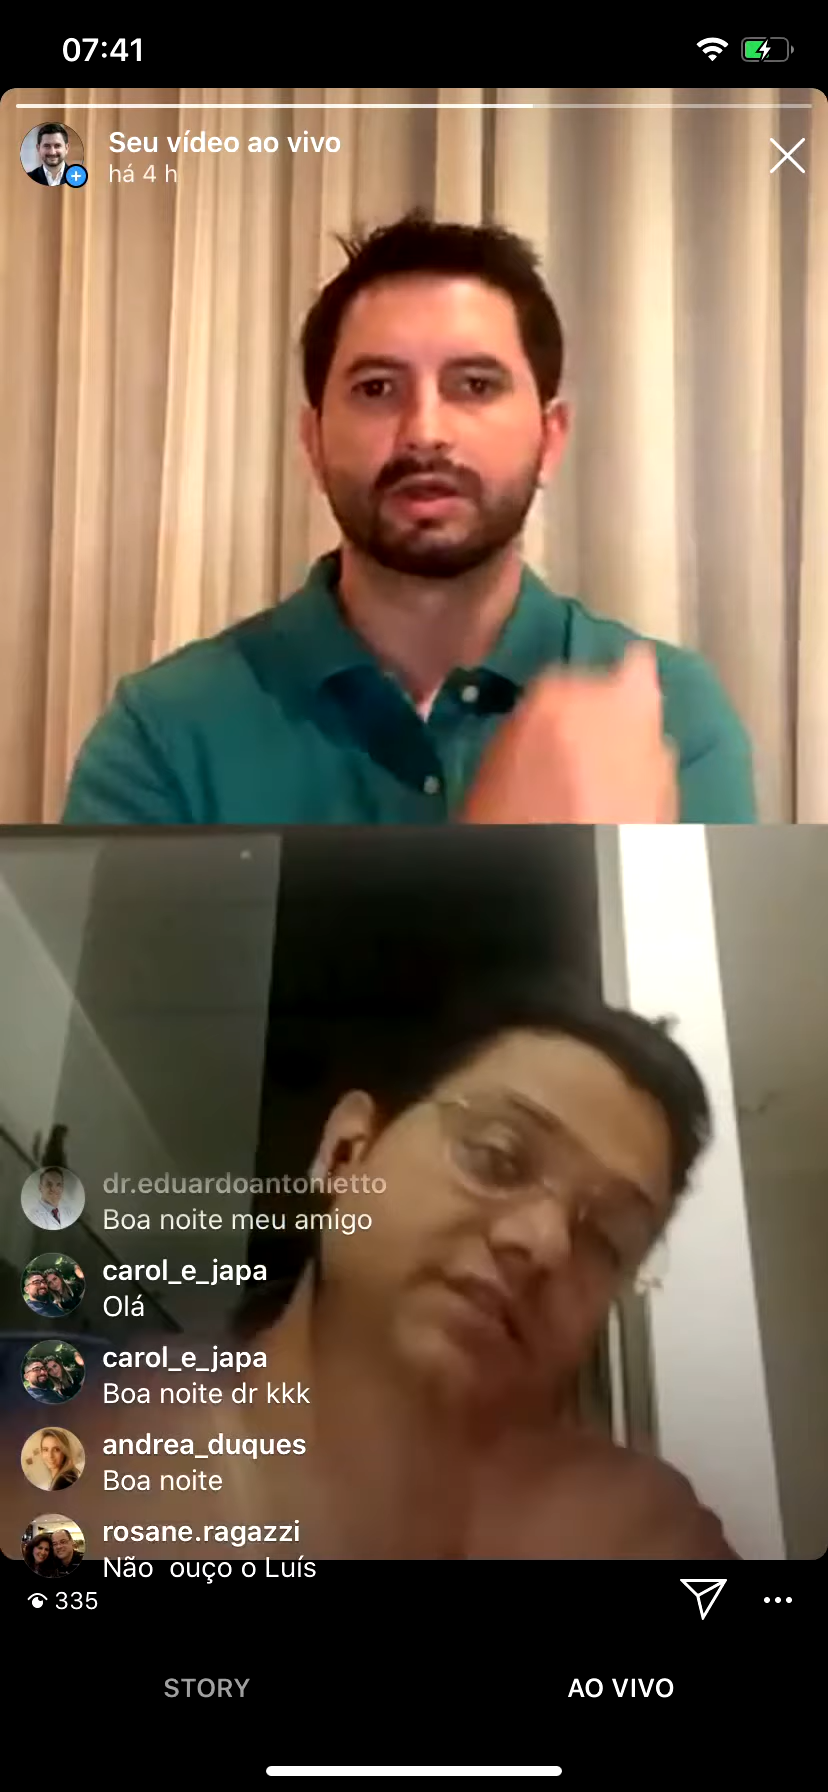 07:41
Seu vídeo ao vivo
há 4 h
dr.eduardoantonietto
Boa noite meu amigo
carol_e_japa
Olá
carol_e_japa
Boa noite dr kkk
andrea_duques
Boa noite
rosane.ragazzi
Não ouço o Luís
335
STORY
AO VIVO